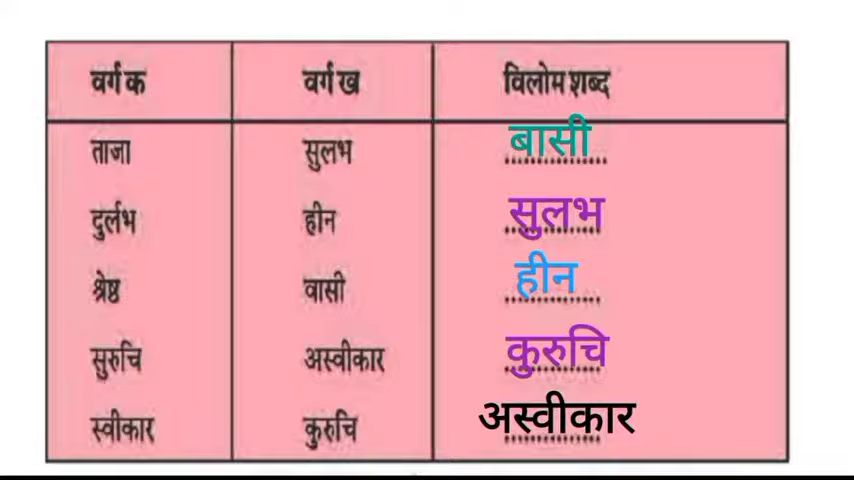 वर्ग क वर्ग ख विलोम शब्द
ताजा सुलभ बासी
दुर्लभ हीन सुलभ
श्रेष्ठ वासी हीन
सुरुचि अस्वीकार कुरुचि
स्वीकार कुरुचि अस्वीकार